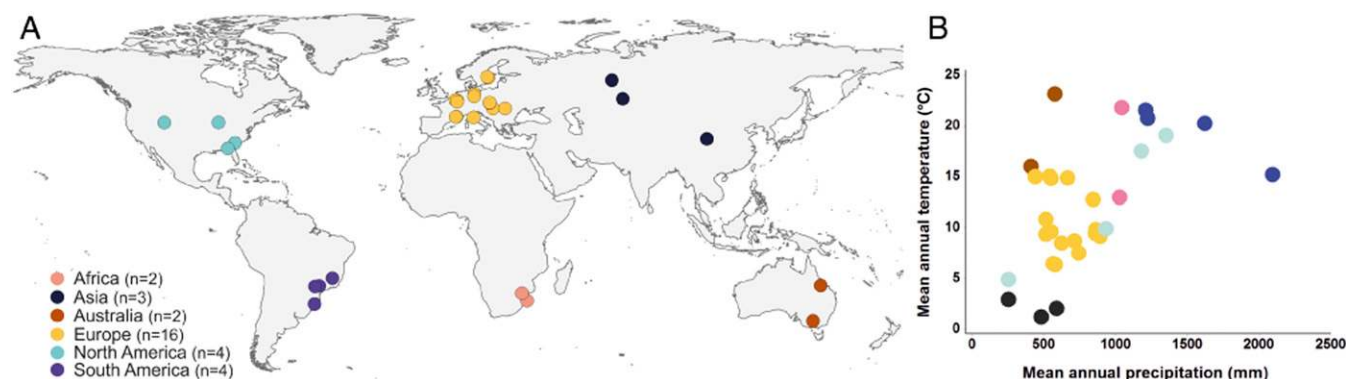 A
Africa (n=2)
Asia (n=3)
Australia (n=2)
Europe (n=16)
North America (n=4)
South America (n=4)
B
Mean annual temperature (°C)
25
20
15
10
5
0
0 500 1000 1500 2000 2500
Mean annual precipitation (mm)